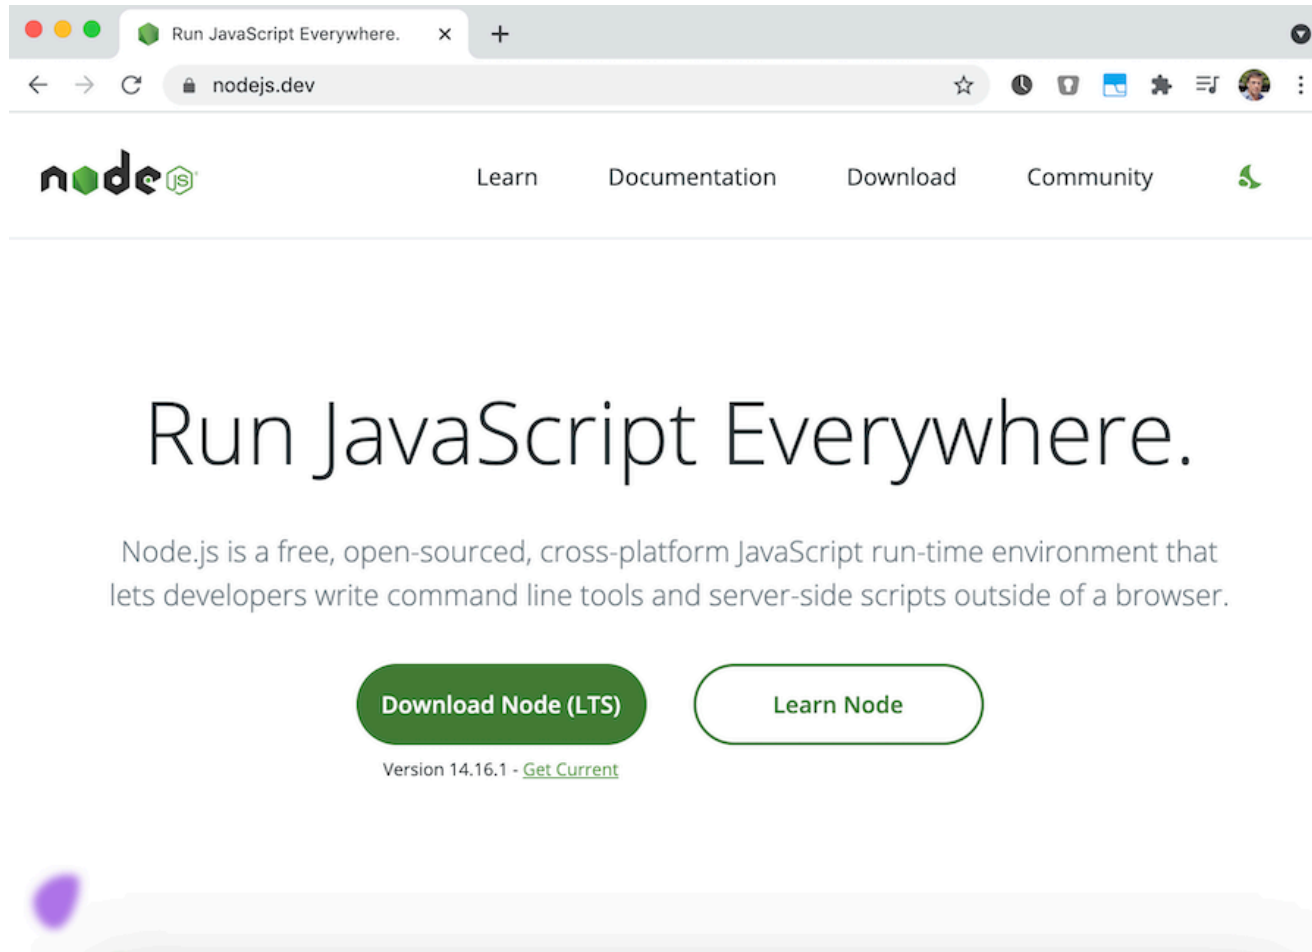 Run JavaScript Everywhere.
nodejs.dev
node JS
Learn Documentation Download Community
Run JavaScript Everywhere.
Node.js is a free, open-sourced, cross-platform JavaScript run-time environment that
lets developers write command line tools and server-side scripts outside of a browser.
Download Node (LTS) Learn Node
Version 14.16.1 - Get Current